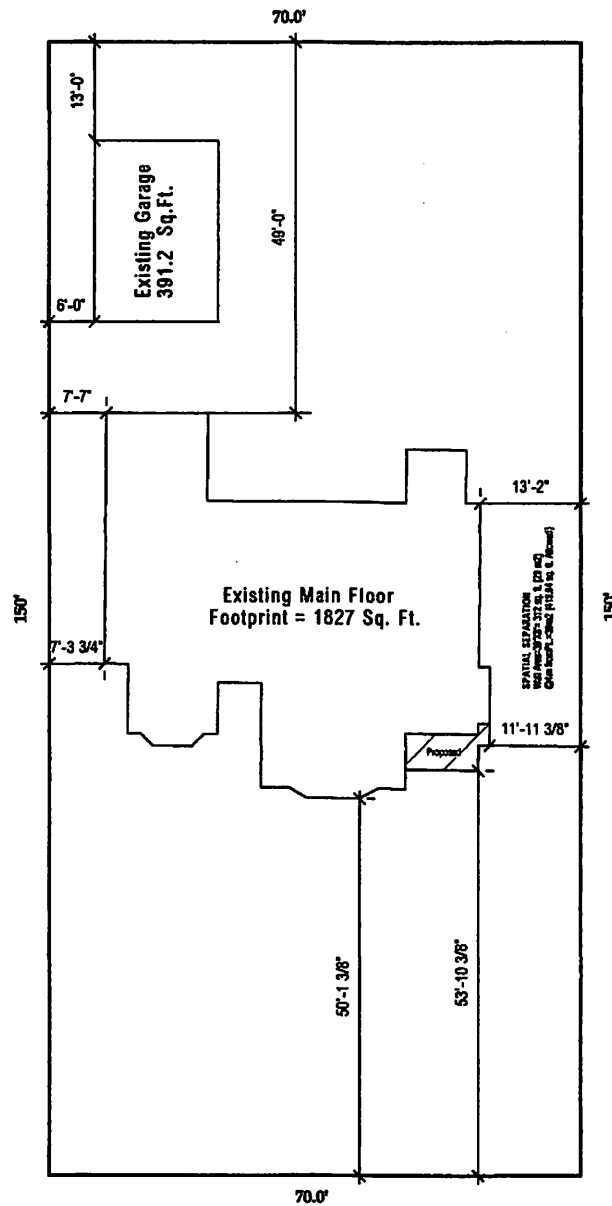 70.0'
13'-0"
Existing Garage
391.2 Sq.Ft.
49'-0"
6'-0"
7'-7"
13'-2"
Existing Main Floor
Footprint = 1827 Sq. Ft.
150'
150'
SPATIAL SEPARATION
7'-3 3/4"
11'-11 3/8"
Proposed
50'-1 3/8"
53'-10 3/8"
70.0'